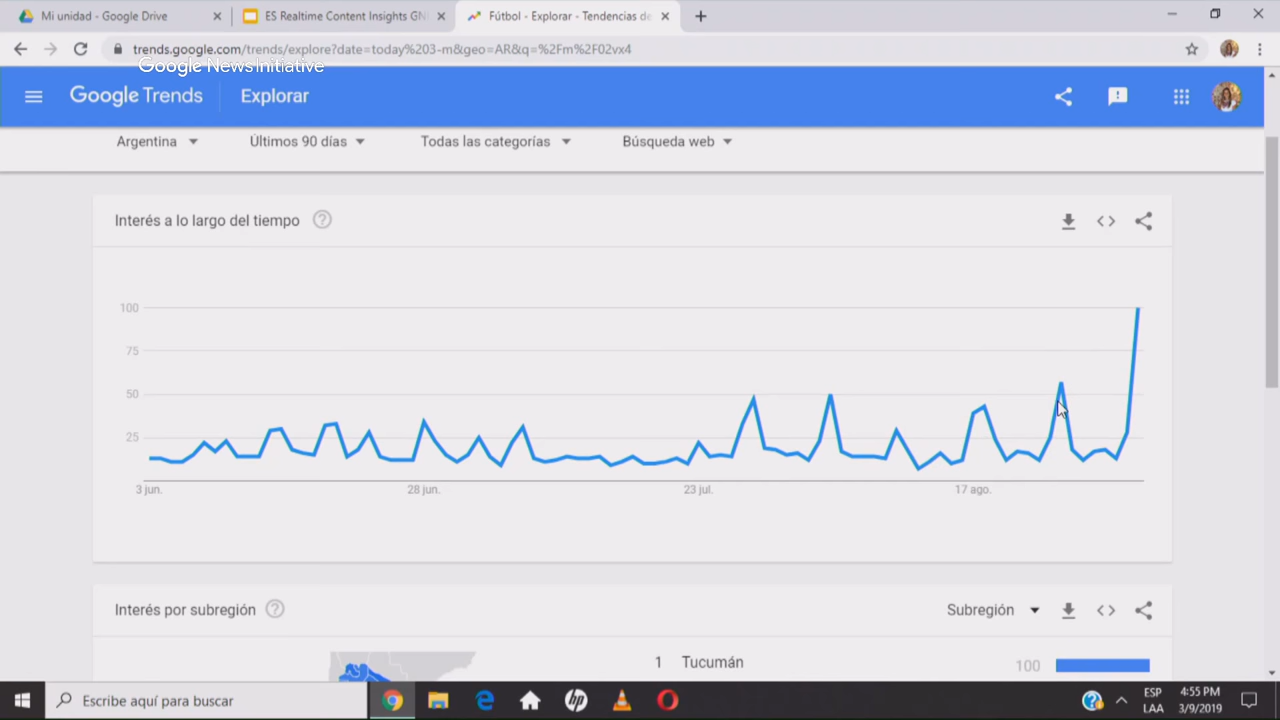 Mi unidad - Google Drive
ES Realtime Content Insights GNI
Fútbol - Explorar - Tendencias de
trends.google.com/trends/explore?date=today%203-m&geo=AR&q=%2Fm%2F02vx4
Google News Initiative
Google Trends
Explorar
Argentina
Últimos 90 días
Todas las categorías
Búsqueda web
Interés a lo largo del tiempo
100
75
50
25
3 jun.
28 jun.
23 jul.
17 ago.
Interés por subregión
Subregión
1 Tucumán 100
Escribe aquí para buscar
hp
ESP
LAA
4:55 PM
3/9/2019